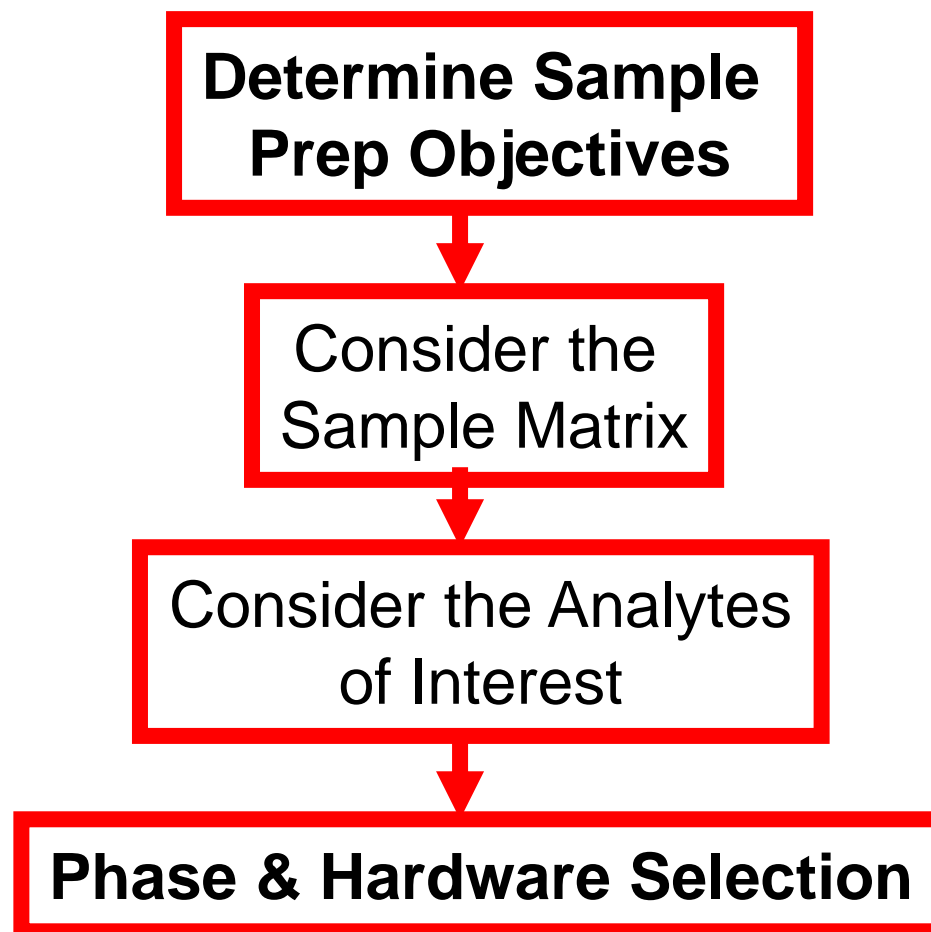 Determine Sample
Prep Objectives
Consider the
Sample Matrix
Consider the Analytes
of Interest
Phase & Hardware Selection